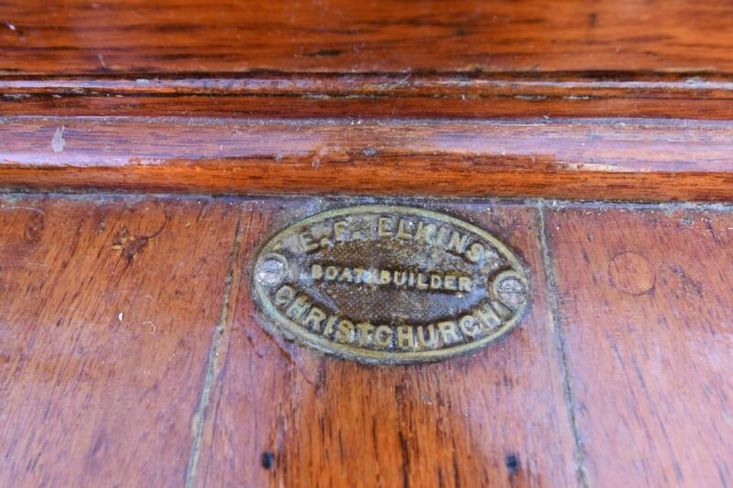 E. F. ELKINS
BOAT BUILDER
CHRISTCHURCH